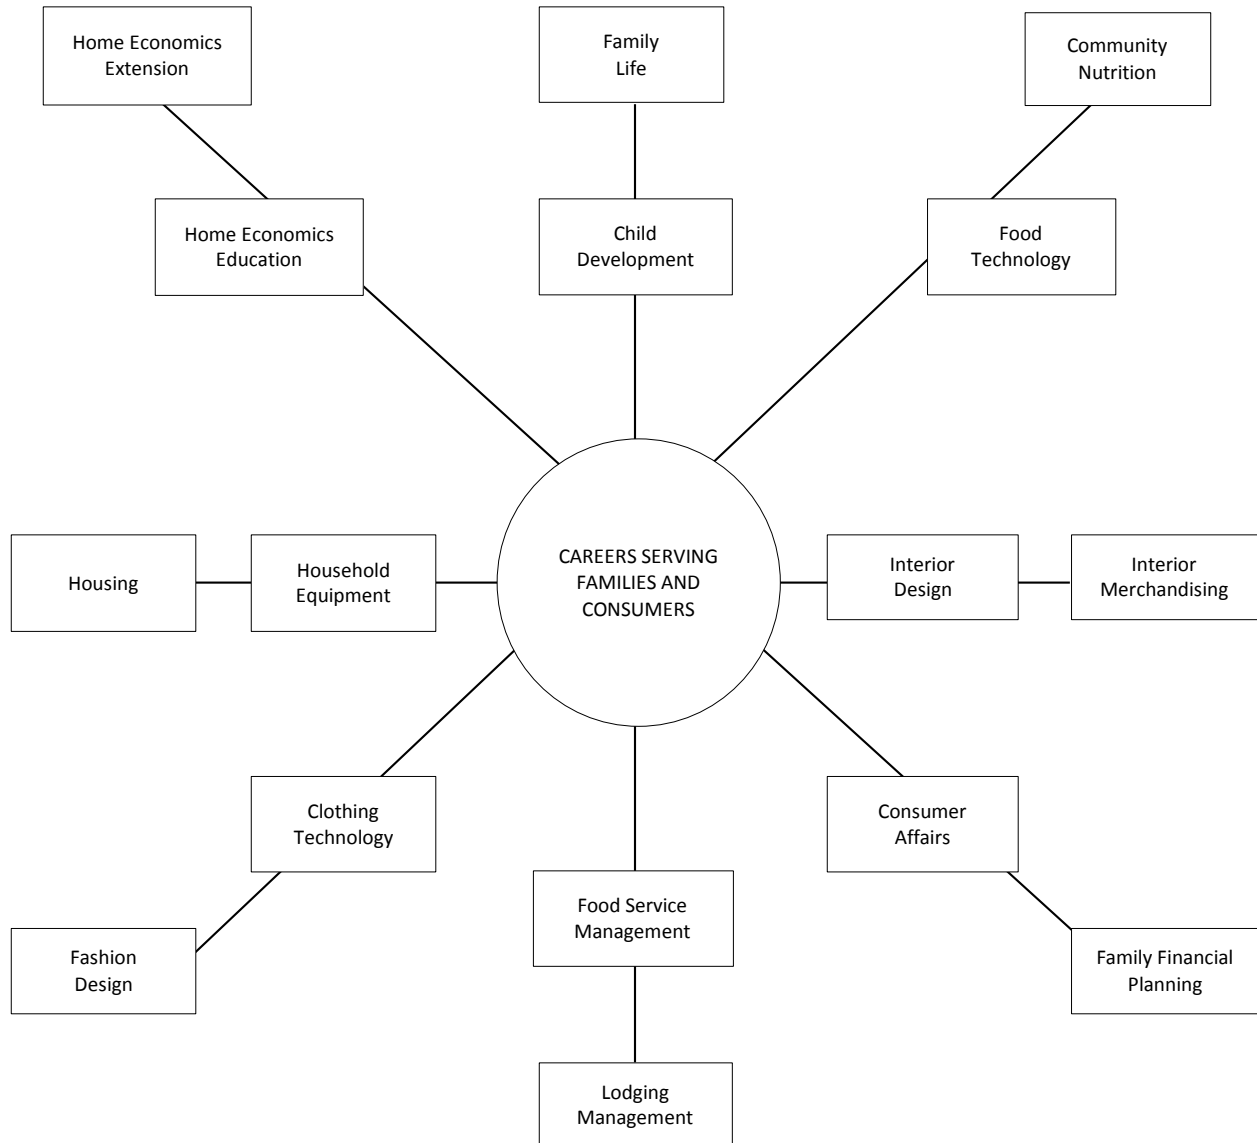 Home Economics
Extension
Family
Life
Community
Nutrition
Home Economics
Education
Child
Development
Food
Technology
Housing
Household
Equipment
CAREERS SERVING
FAMILIES AND
CONSUMERS
Interior
Design
Interior
Merchandising
Clothing
Technology
Consumer
Affairs
Food Service
Management
Fashion
Design
Family Financial
Planning
Lodging
Management